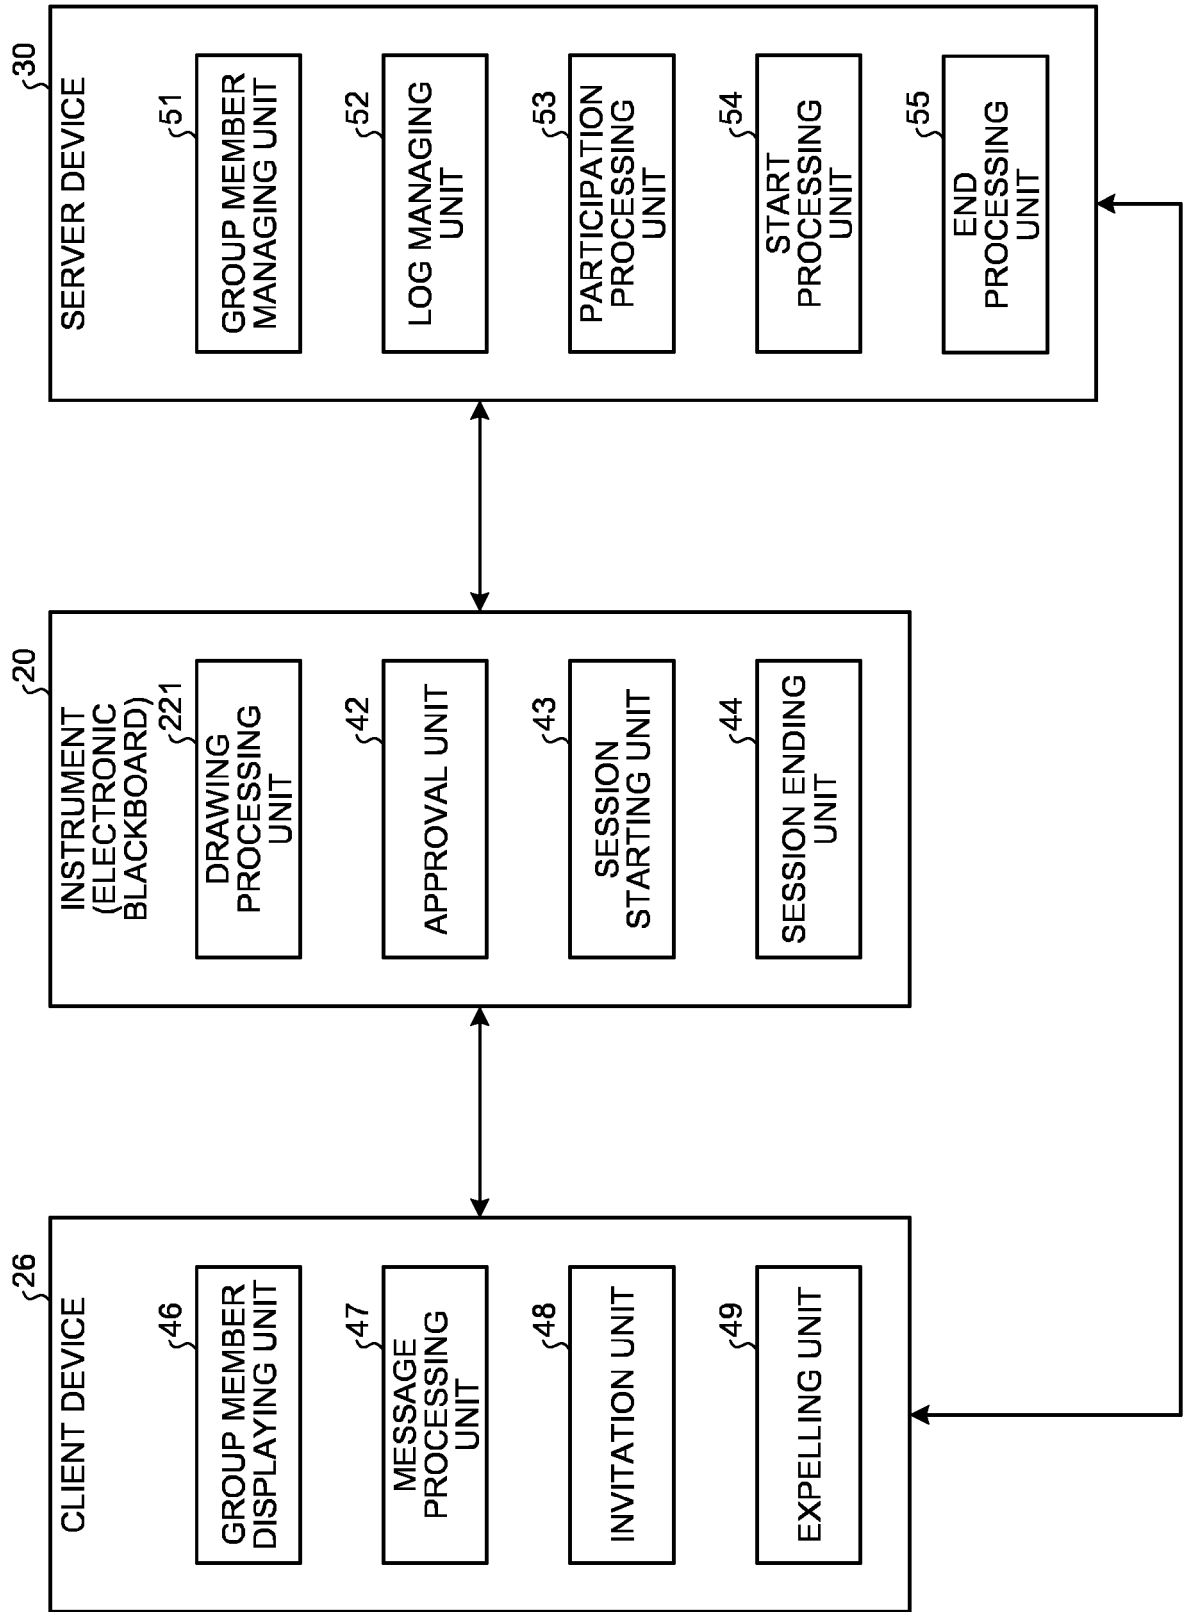 26
CLIENT DEVICE
46
GROUP MEMBER
DISPLAYING UNIT
47
MESSAGE
PROCESSING
UNIT
48
INVITATION UNIT
49
EXPELLING UNIT
20
INSTRUMENT
(ELECTRONIC
BLACKBOARD)
221
DRAWING
PROCESSING
UNIT
42
APPROVAL UNIT
43
SESSION
STARTING UNIT
44
SESSION ENDING
UNIT
30
SERVER DEVICE
51
GROUP MEMBER
MANAGING UNIT
52
LOG MANAGING
UNIT
53
PARTICIPATION
PROCESSING
UNIT
54
START
PROCESSING
UNIT
55
END
PROCESSING
UNIT